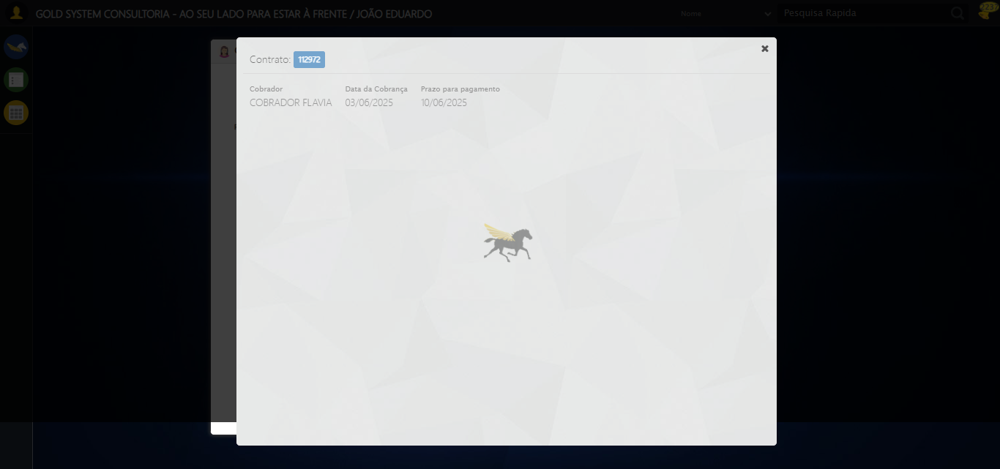 GOLD SYSTEM CONSULTORIA - AO SEU LADO PARA ESTAR À FRENTE / JOÃO EDUARDO
Nome
Pesquisa Rapida
Contrato: 112972
Cobrador Data da Cobrança Prazo para pagamento
COBRADOR FLAVIA 03/06/2025 10/06/2025